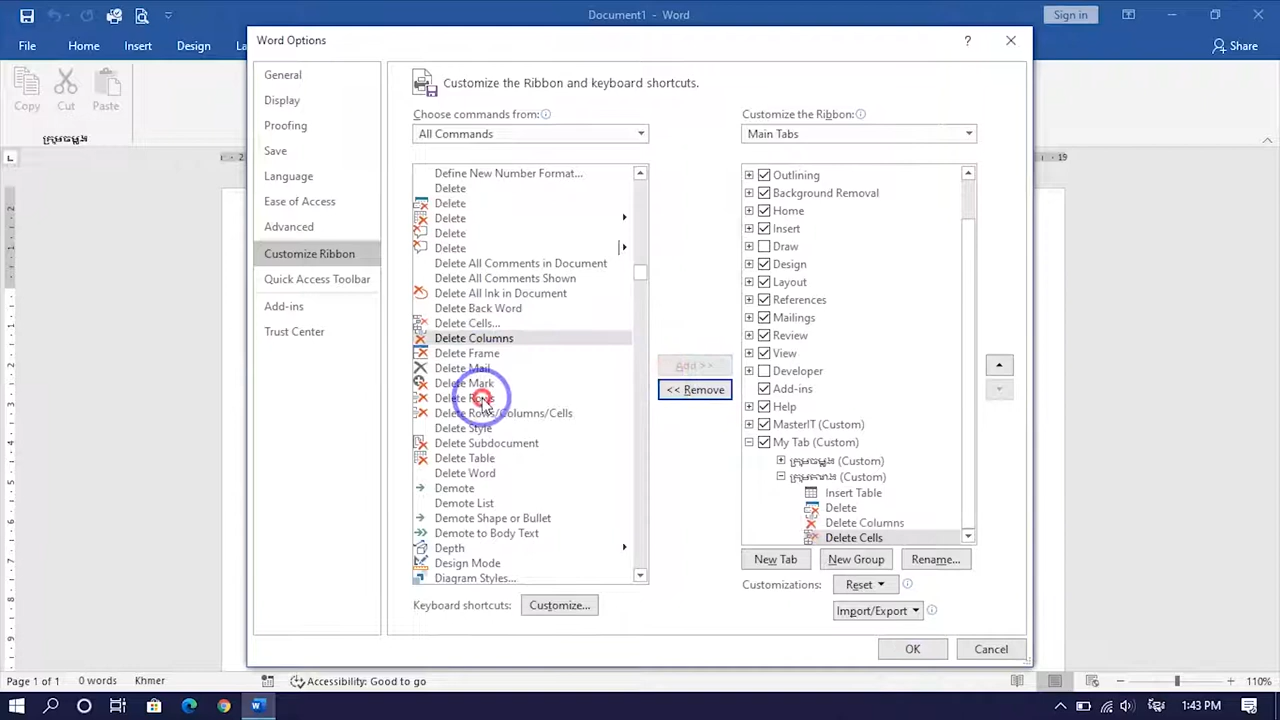 Document1 - Word
Sign in
File
Home
Insert
Design
Share
Copy
Cut
Paste
Word Options
General
Display
Proofing
Save
Language
Ease of Access
Advanced
Customize Ribbon
Quick Access Toolbar
Add-ins
Trust Center
Customize the Ribbon and keyboard shortcuts.
Choose commands from:
All Commands
Define New Number Format...
Delete
Delete
Delete
Delete
Delete
Delete All Comments in Document
Delete All Comments Shown
Delete All Ink in Document
Delete Back Word
Delete Cells...
Delete Columns
Delete Frame
Delete Mail
Delete Mark
Delete Rows
Delete Rows/Columns/Cells
Delete Style
Delete Subdocument
Delete Table
Delete Word
Demote
Demote List
Demote Shape or Bullet
Demote to Body Text
Depth
Design Mode
Diagram Styles...
Keyboard shortcuts:
Customize...
Add >>
<< Remove
Customize the Ribbon:
Main Tabs
Outlining
Background Removal
Home
Insert
Draw
Design
Layout
References
Mailings
Review
View
Developer
Add-ins
Help
MasterIT (Custom)
My Tab (Custom)
(Custom)
(Custom)
Insert Table
Delete
Delete Columns
Delete Cells
New Tab
New Group
Rename...
Customizations:
Reset
Import/Export
OK
Cancel
Page 1 of 1
0 words
Khmer
Accessibility: Good to go
110%
1:43 PM